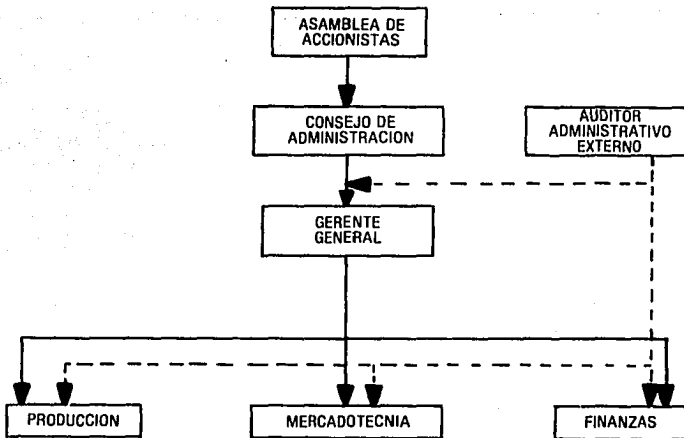 ASAMBLEA DE
ACCIONISTAS
CONSEJO DE
ADMINISTRACION
AUDITOR
ADMINISTRATIVO
EXTERNO
GERENTE
GENERAL
PRODUCCION
MERCADOTECNIA
FINANZAS